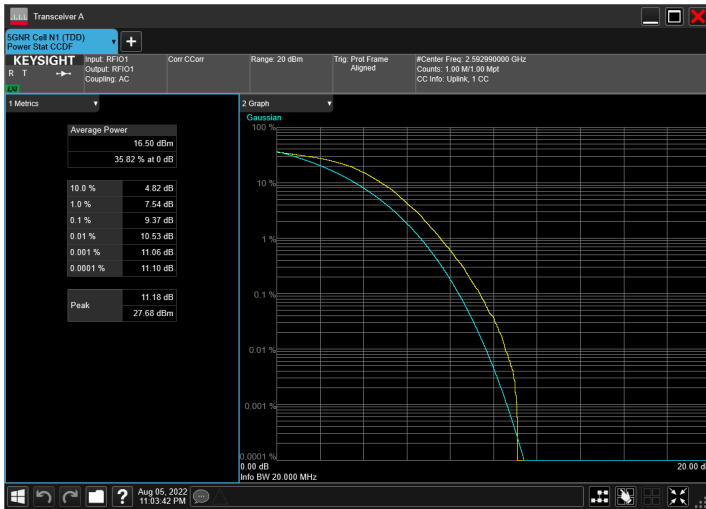 Transceiver A
5GNR Cell N1 (TDD)
Power Stat CCDF
KEYSIGHT
R T
LXI
Input: RFIO1
Output: RFIO1
Coupling: AC
Corr CCorr
Range: 20 dBm
Trig: Prot Frame
Aligned
#Center Freq: 2.592990000 GHz
Counts: 1.00 M/1.00 Mpt
CC Info: Uplink, 1 CC
1 Metrics
Average Power
16.50 dBm
35.82 % at 0 dB
10.0 % 4.82 dB
1.0 % 7.54 dB
0.1 % 9.37 dB
0.01 % 10.53 dB
0.001 % 11.06 dB
0.0001 % 11.10 dB
Peak
11.18 dB
27.68 dBm
2 Graph
Gaussian
100 %
10 %
1 %
0.1 %
0.01 %
0.001 %
0.0001 %
0.00 dB
20.00 d
Info BW 20.000 MHz
Aug 05, 2022
11:03:42 PM